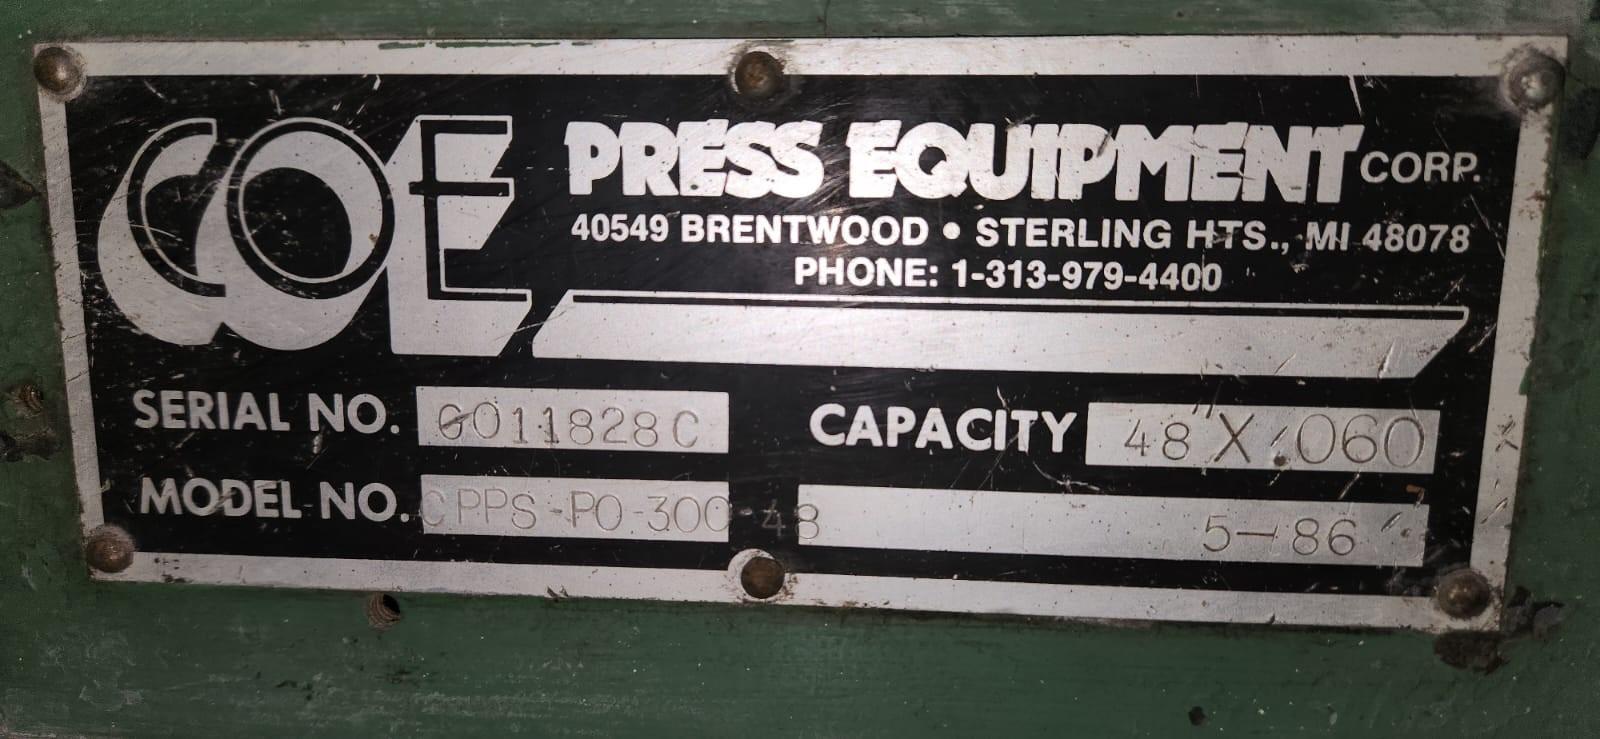 COE PRESS EQUIPMENT CORP.
40549 BRENTWOOD • STERLING HTS., MI 48078
PHONE: 1-313-979-4400
SERIAL NO. G011828C CAPACITY 48" X .060
MODEL NO. CPPS-PO-300-48 5-86